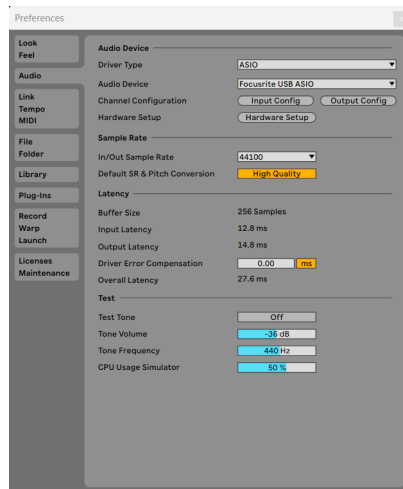 Preferences
Look
Feel
Audio
Link
Tempo
MIDI
File
Folder
Library
Plug-Ins
Record
Warp
Launch
Licenses
Maintenance
Audio Device
Driver Type ASIO
Audio Device Focusrite USB ASIO
Channel Configuration Input Config Output Config
Hardware Setup Hardware Setup
Sample Rate
In/Out Sample Rate 44100
Default SR & Pitch Conversion High Quality
Latency
Buffer Size 256 Samples
Input Latency 12.8 ms
Output Latency 14.8 ms
Driver Error Compensation 0.00 ms
Overall Latency 27.6 ms
Test
Test Tone Off
Tone Volume -36 dB
Tone Frequency 440 Hz
CPU Usage Simulator 50 %